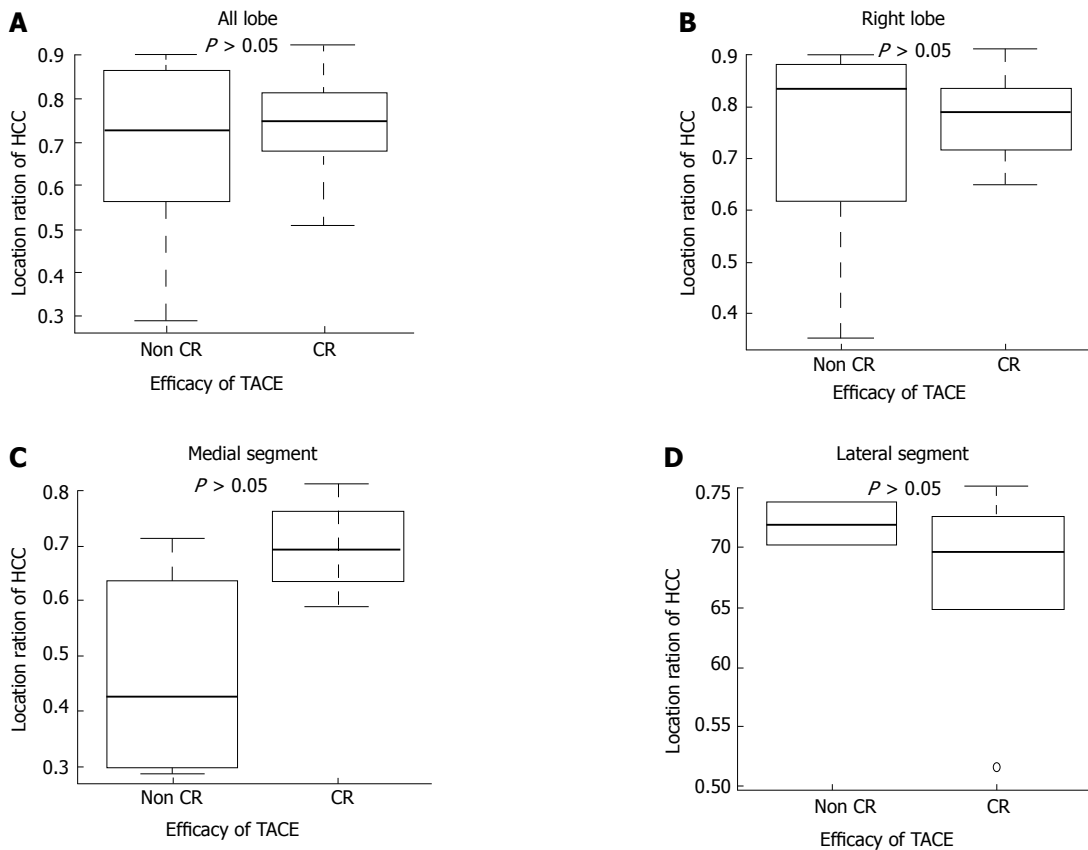 A
All lobe
P > 0.05
Location ration of HCC
0.9
0.8
0.7
0.6
0.5
0.4
0.3
Non CR
CR
Efficacy of TACE
B
Right lobe
P > 0.05
Location ration of HCC
0.9
0.8
0.7
0.6
0.5
0.4
Non CR
CR
Efficacy of TACE
C
Medial segment
P > 0.05
Location ration of HCC
0.8
0.7
0.6
0.5
0.4
0.3
Non CR
CR
Efficacy of TACE
D
Lateral segment
P > 0.05
Location ration of HCC
0.75
70
65
60
0.55
0.50
Non CR
CR
Efficacy of TACE